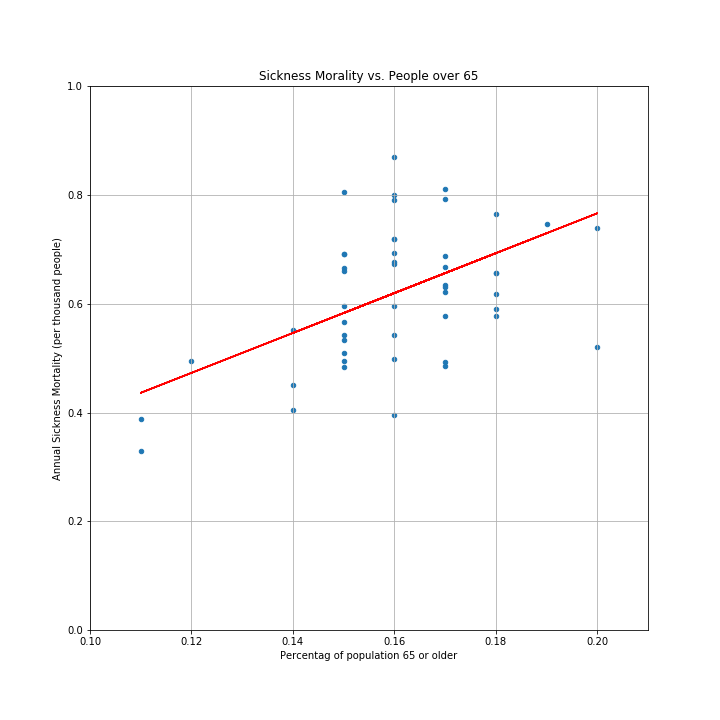 Sickness Morality vs. People over 65
1.0
0.8
0.6
0.4
0.2
0.0
Annual Sickness Mortality (per thousand people)
0.10 0.12 0.14 0.16 0.18 0.20
Percentag of population 65 or older